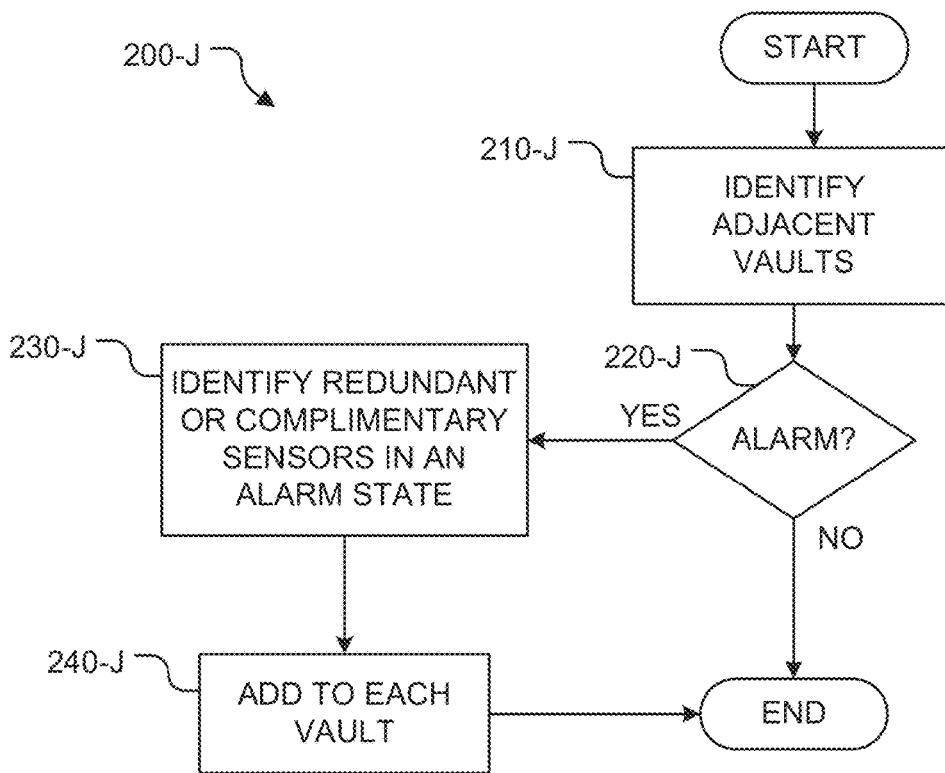 200-J
START
210-J
IDENTIFY
ADJACENT
VAULTS
230-J
220-J
IDENTIFY REDUNDANT
OR COMPLIMENTARY
SENSORS IN AN
ALARM STATE
YES
ALARM?
NO
240-J
ADD TO EACH
VAULT
END